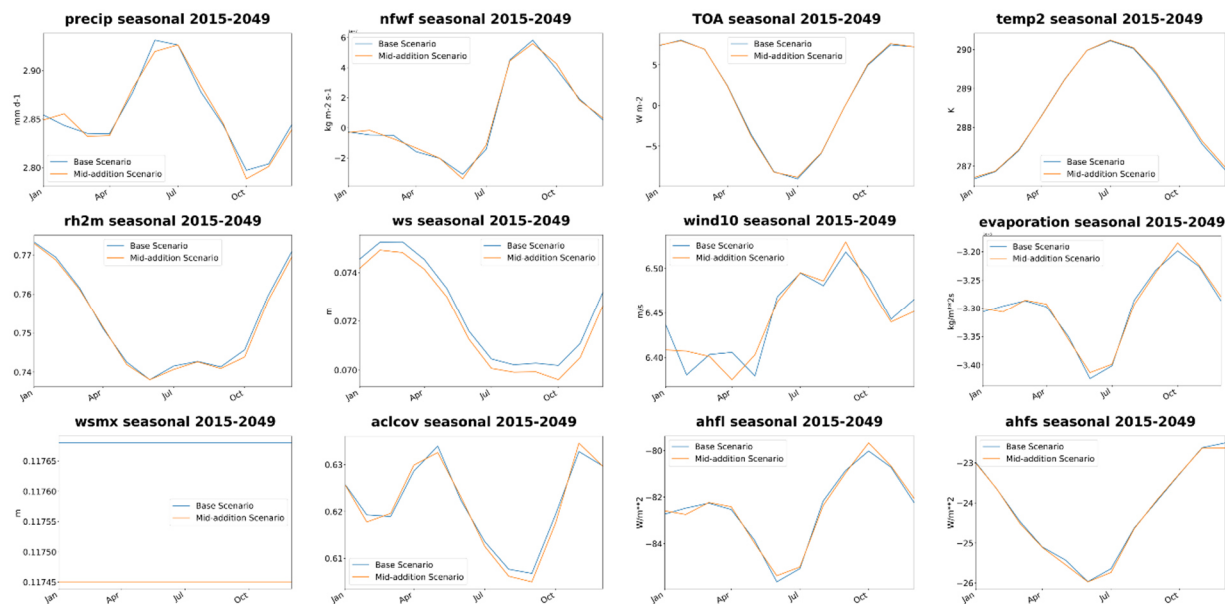 precip seasonal 2015-2049
mm d-1
2.90
2.85
2.80
Base Scenario
Mid-addition Scenario
Jan
Apr
Jul
Oct
nfwf seasonal 2015-2049
kg m-2 s-1
6
4
2
0
−2
Base Scenario
Mid-addition Scenario
Jan
Apr
Jul
Oct
TOA seasonal 2015-2049
W m-2
5
0
−5
Base Scenario
Mid-addition Scenario
Jan
Apr
Jul
Oct
temp2 seasonal 2015-2049
K
290
289
288
287
Base Scenario
Mid-addition Scenario
Jan
Apr
Jul
Oct
rh2m seasonal 2015-2049
0.77
0.76
0.75
0.74
Base Scenario
Mid-addition Scenario
Jan
Apr
Jul
Oct
ws seasonal 2015-2049
m
0.074
0.072
0.070
Base Scenario
Mid-addition Scenario
Jan
Apr
Jul
Oct
wind10 seasonal 2015-2049
m/s
6.50
6.45
6.40
Base Scenario
Mid-addition Scenario
Jan
Apr
Jul
Oct
evaporation seasonal 2015-2049
kg/m**2s
−3.20
−3.25
−3.30
−3.35
−3.40
Base Scenario
Mid-addition Scenario
Jan
Apr
Jul
Oct
wsmx seasonal 2015-2049
m
0.11765
0.11760
0.11755
0.11750
0.11745
Base Scenario
Mid-addition Scenario
Jan
Apr
Jul
Oct
aclcov seasonal 2015-2049
0.63
0.62
0.61
Base Scenario
Mid-addition Scenario
Jan
Apr
Jul
Oct
ahfl seasonal 2015-2049
W/m**2
−80
−82
−84
Base Scenario
Mid-addition Scenario
Jan
Apr
Jul
Oct
ahfs seasonal 2015-2049
W/m**2
−23
−24
−25
−26
Base Scenario
Mid-addition Scenario
Jan
Apr
Jul
Oct